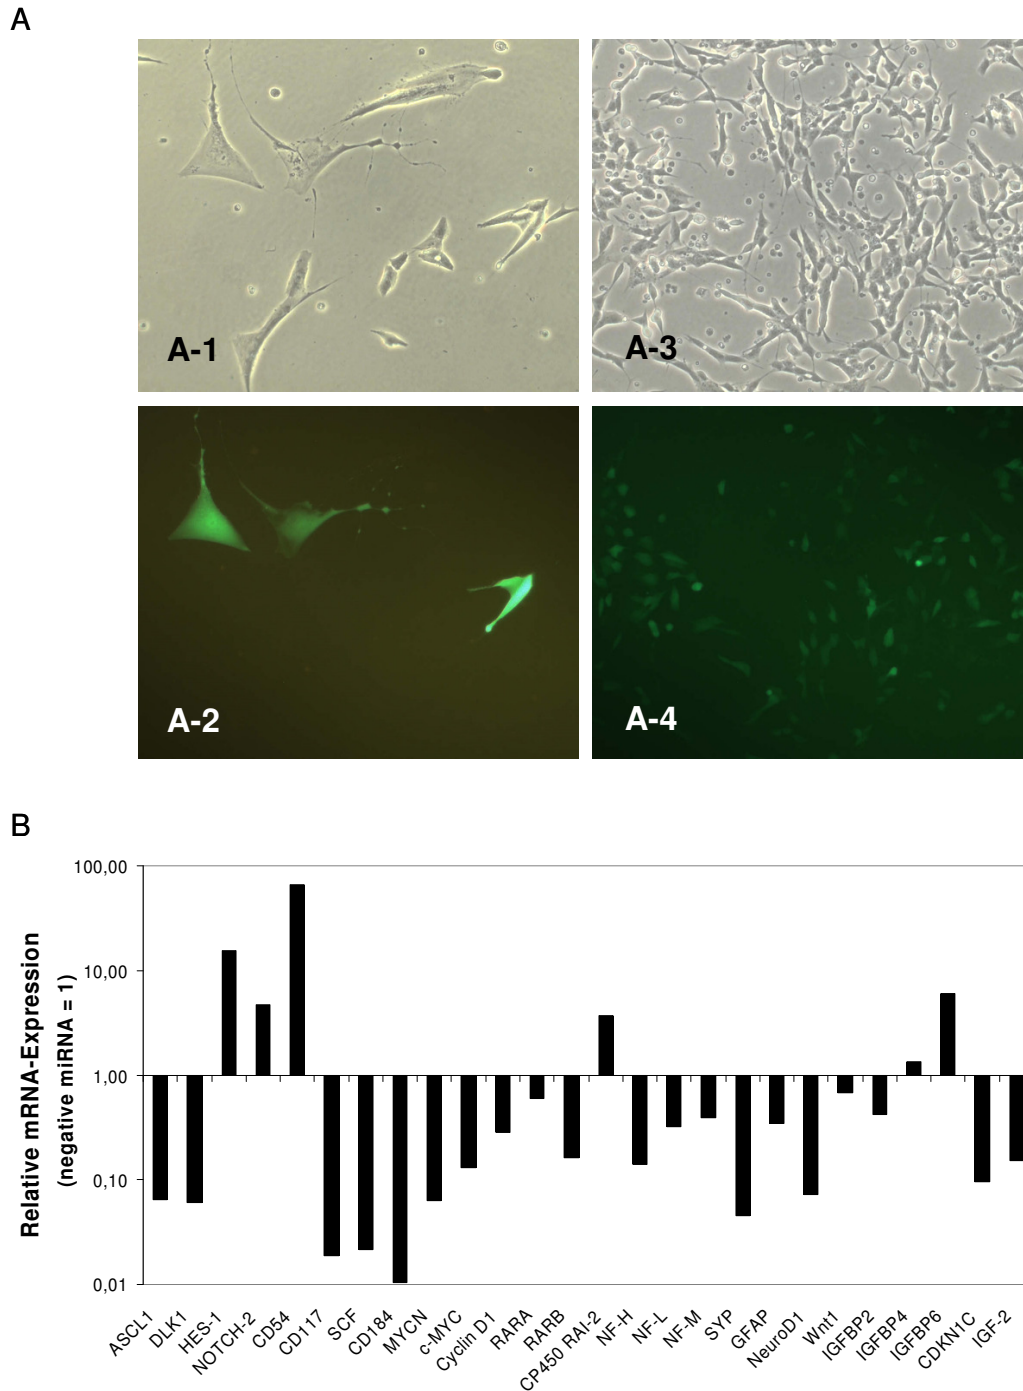 A
A-1
A-3
A-2
A-4
B
Relative mRNA-Expression
(negative miRNA = 1)
100,00
10,00
1,00
0,10
0,01
ASCL1
DLK1
HES-1
NOTCH-2
CD54
CD117
SCF
CD184
MYCN
c-MYC
Cyclin D1
RARA
RARB
CP450 RAI-2
NF-H
NF-L
NF-M
SYP
GFAP
NeuroD1
Wnt1
IGFBP2
IGFBP4
IGFBP6
CDKN1C
IGF-2